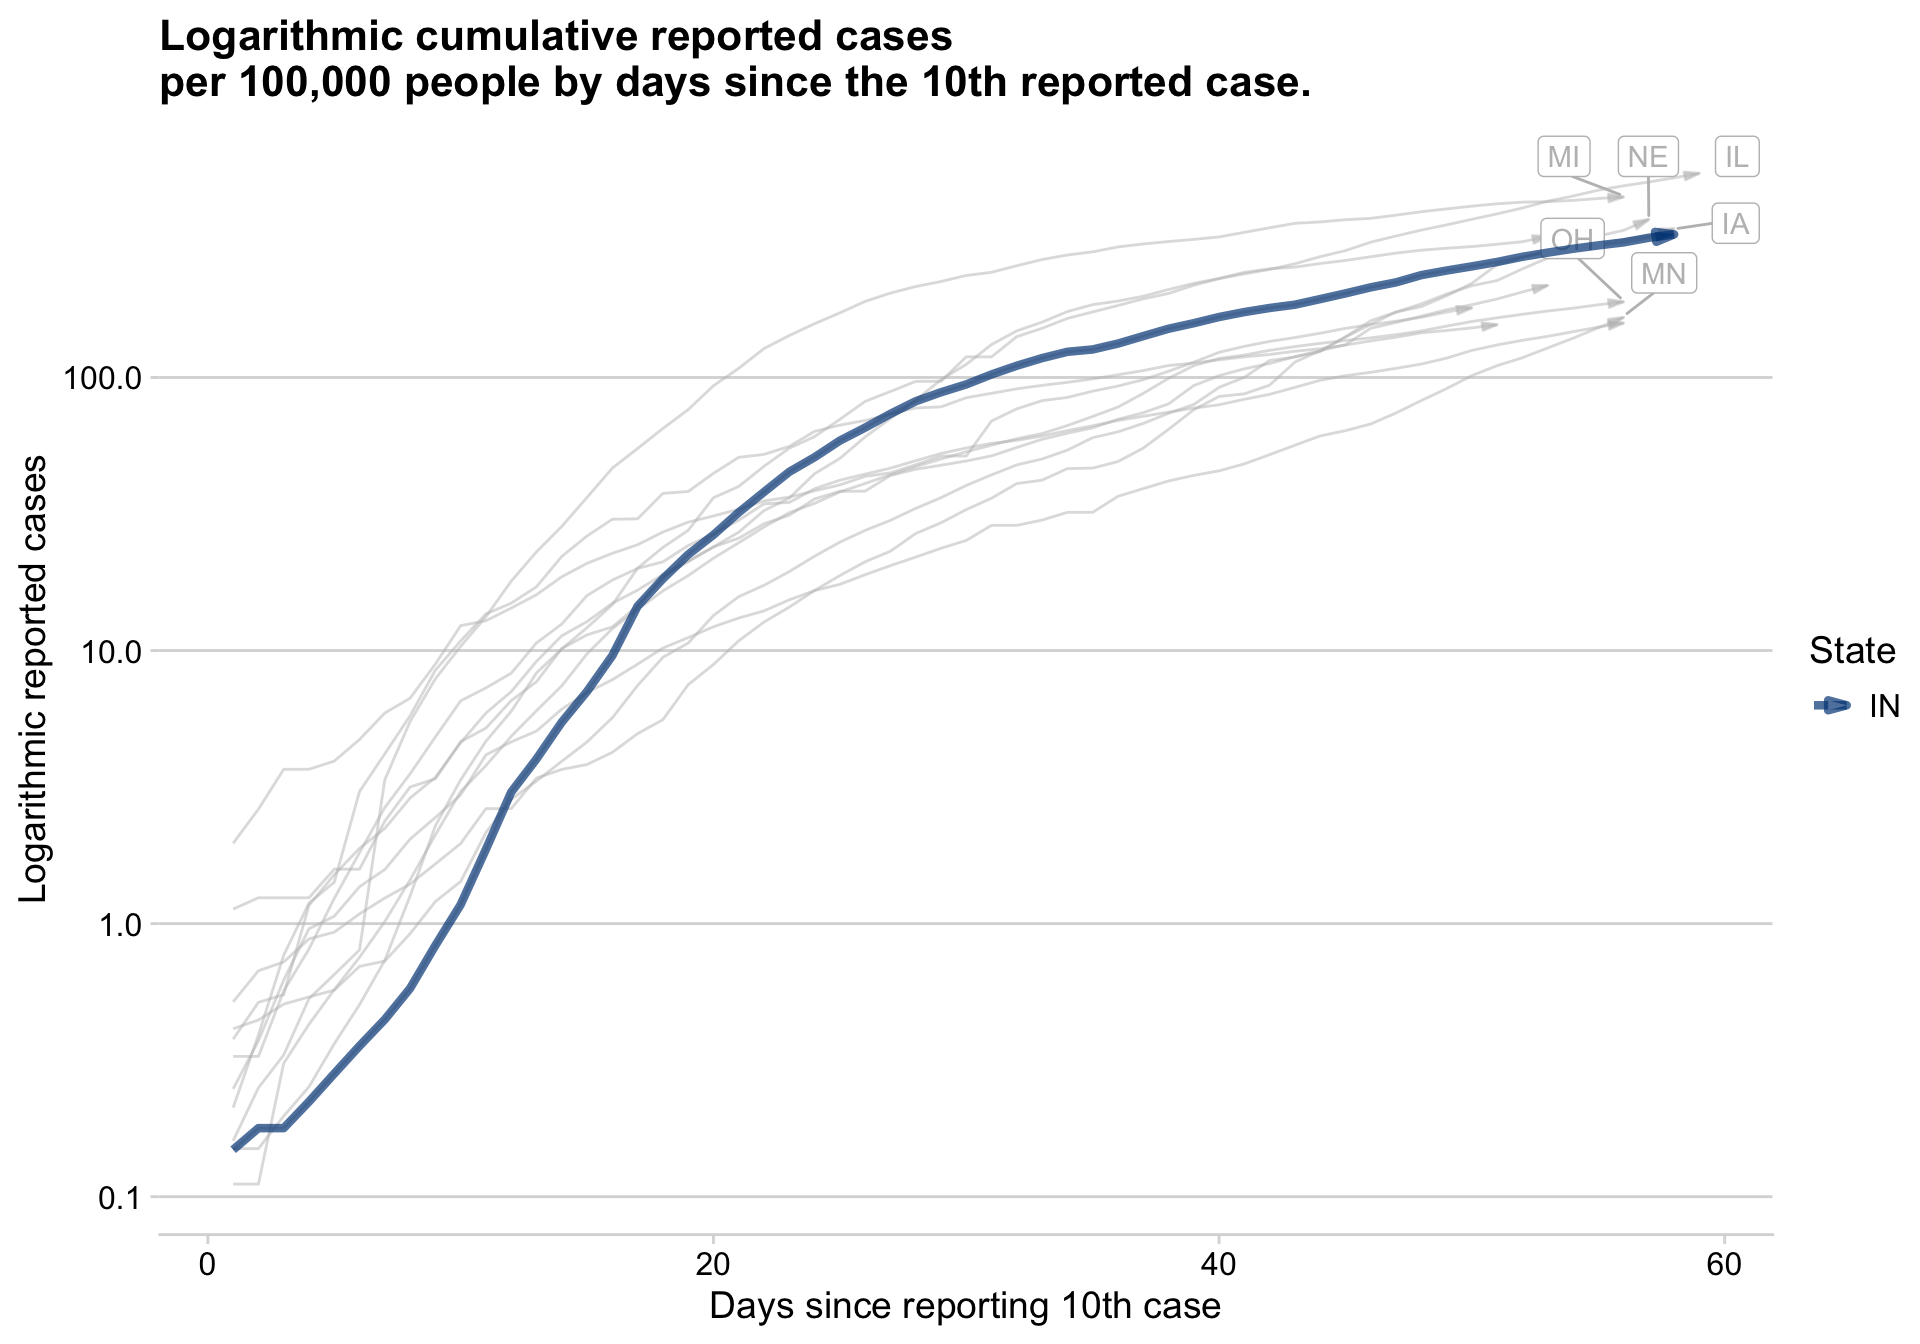 Logarithmic cumulative reported cases
per 100,000 people by days since the 10th reported case.
MI
NE
IL
IA
OH
MN
100.0
10.0
1.0
0.1
Logarithmic reported cases
State
IN
0
20
40
60
Days since reporting 10th case